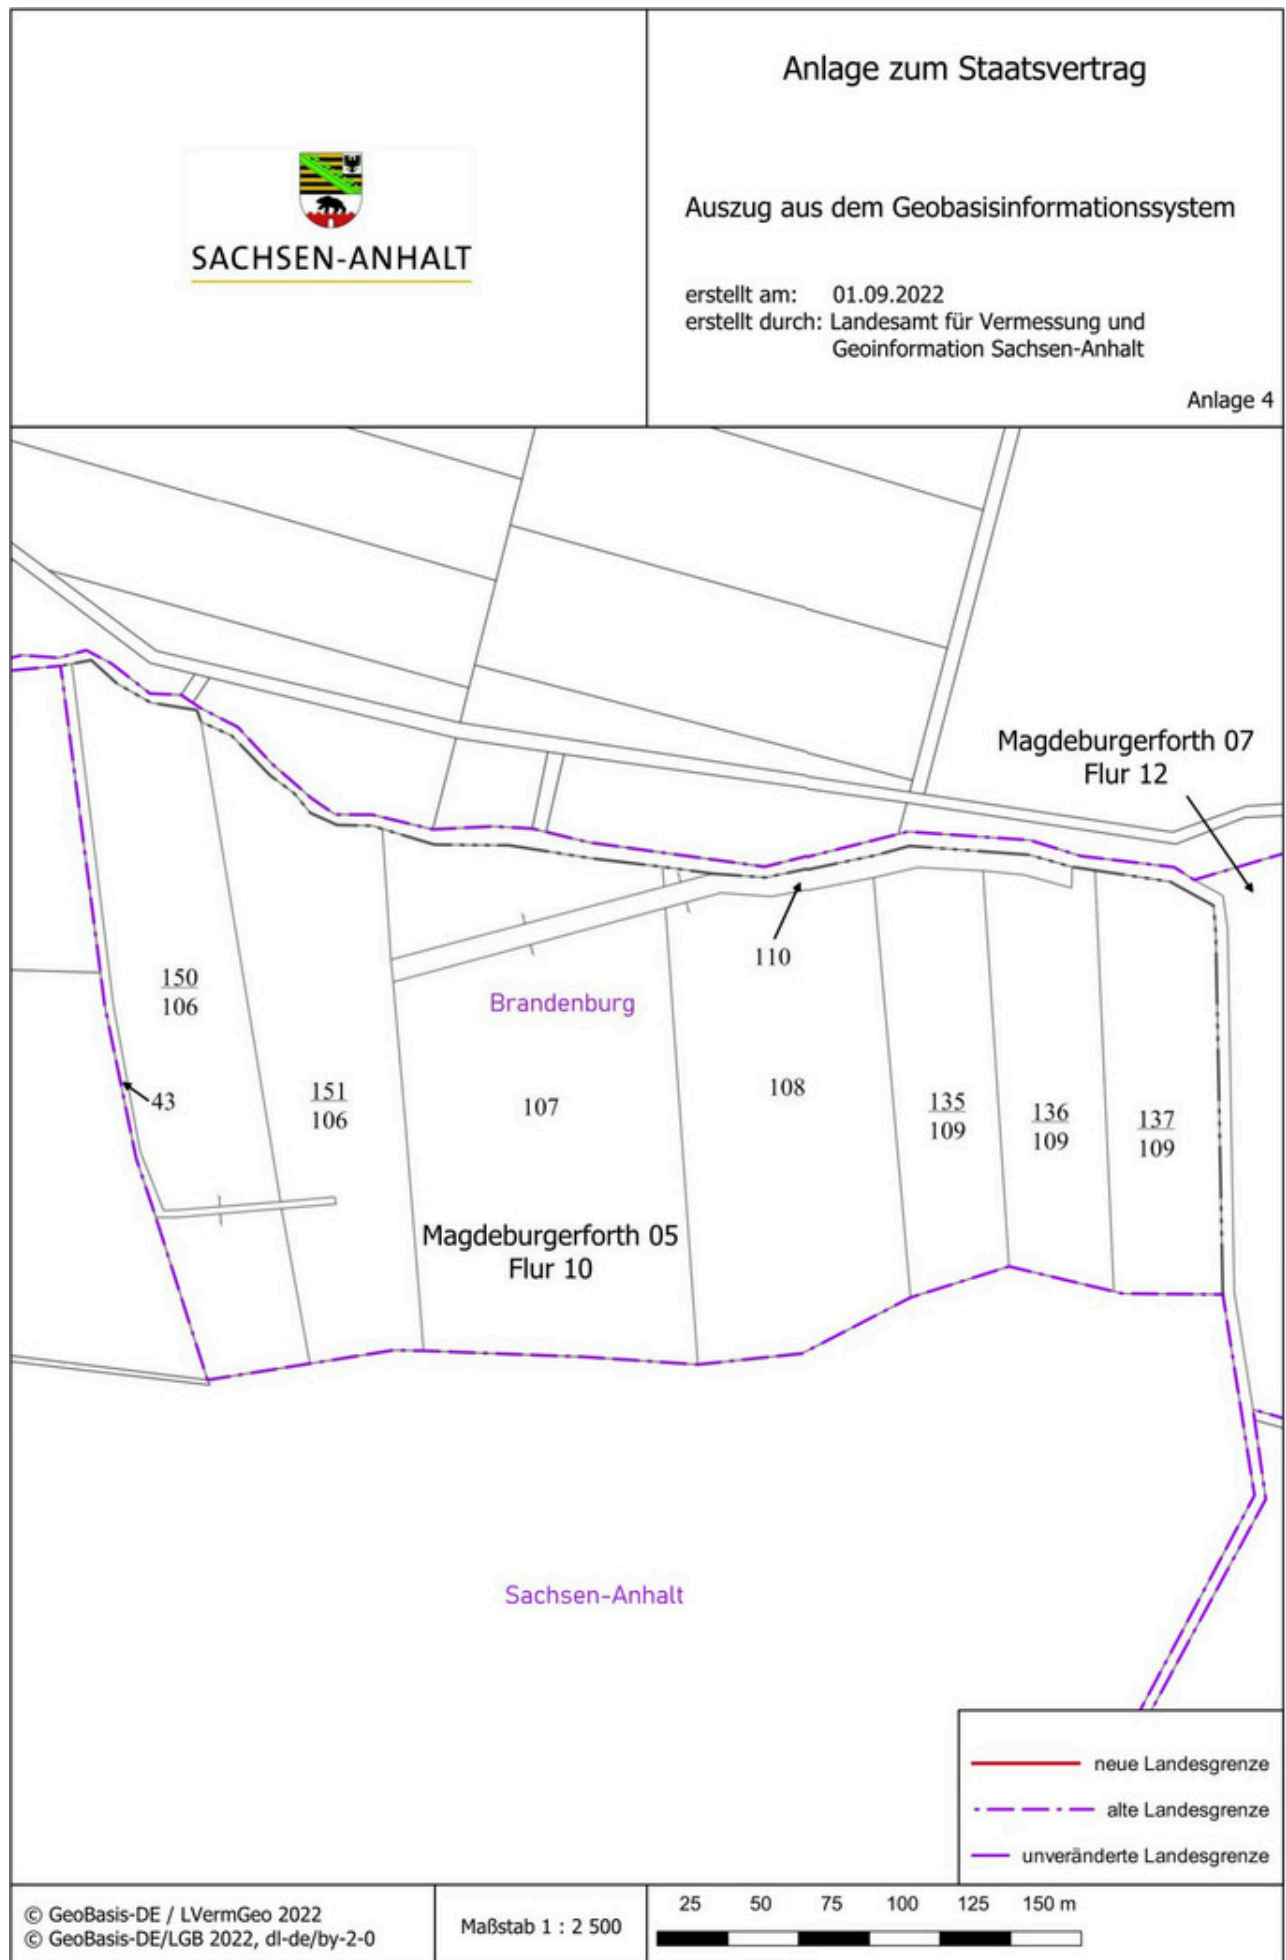 SACHSEN-ANHALT
Anlage zum Staatsvertrag
Auszug aus dem Geobasisinformationssystem
erstellt am: 01.09.2022
erstellt durch: Landesamt für Vermessung und
Geoinformation Sachsen-Anhalt
Anlage 4
Magdeburgerforth 07
Flur 12
110
150
106
Brandenburg
43
151
106
107
108
135
109
136
109
137
109
Magdeburgerforth 05
Flur 10
Sachsen-Anhalt
neue Landesgrenze
alte Landesgrenze
unveränderte Landesgrenze
© GeoBasis-DE / LVermGeo 2022
© GeoBasis-DE/LGB 2022, dl-de/by-2-0
Maßstab 1 : 2 500
25 50 75 100 125 150 m